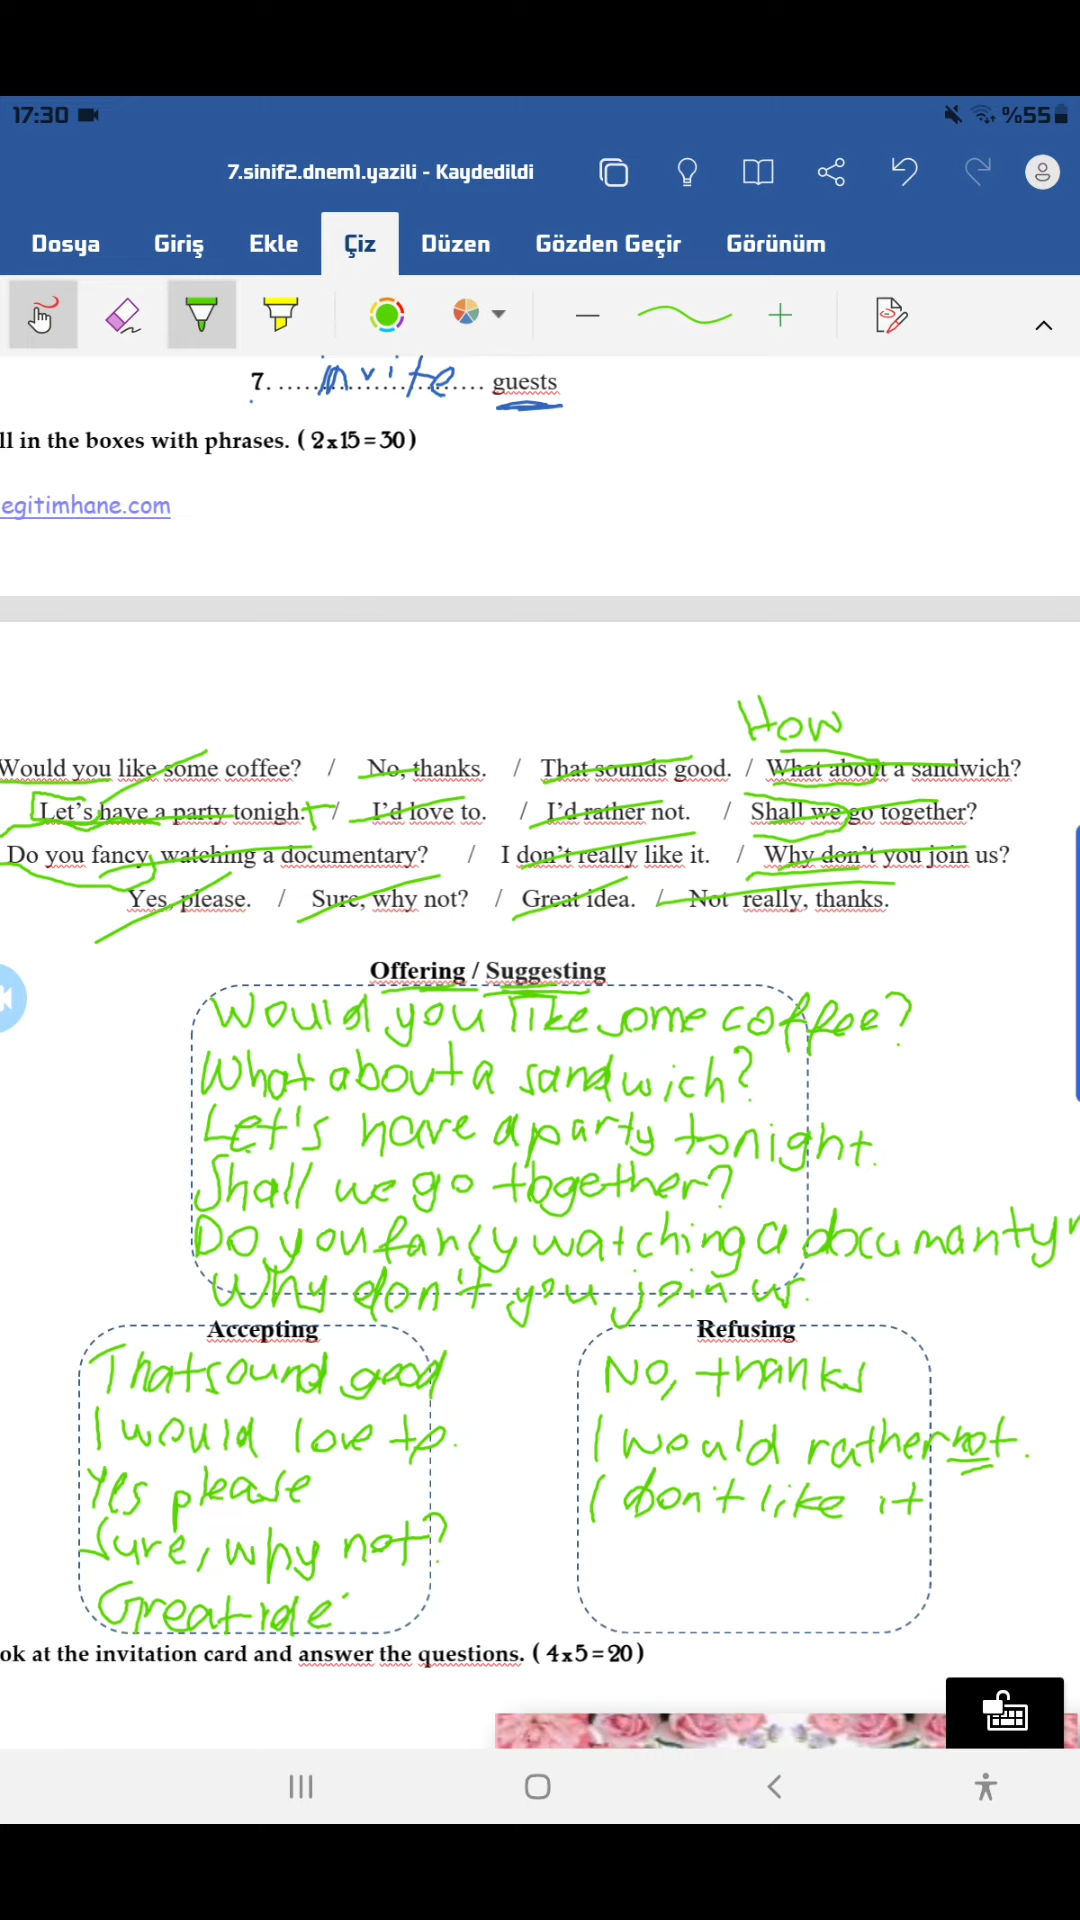 17:30 %55
7.sinif2.dnem1.yazili - Kaydedildi
Dosya Giriş Ekle Çiz Düzen Gözden Geçir Görünüm
7. .....invite..... guests
ll in the boxes with phrases. ( 2x15=30 )
egitimhane.com
How
Would you like some coffee? / No, thanks. / That sounds good. / What about a sandwich?
Let's have a party tonigh.t / I'd love to. / I'd rather not. / Shall we go together?
Do you fancy watching a documentary? / I don't really like it. / Why don't you join us?
Yes, please. / Sure, why not? / Great idea. / Not really, thanks.
Offering / Suggesting
Would you like some coffee?
What about a sandwich?
Let's have a party tonight.
Shall we go together?
Do you fancy watching a documantyr
Why don't you join us.
Accepting Refusing
That sound good
I would love to.
Yes please
Sure, why not?
Great ide
No, thanks
I would rather not.
I don't like it
ok at the invitation card and answer the questions. ( 4x5=20 )